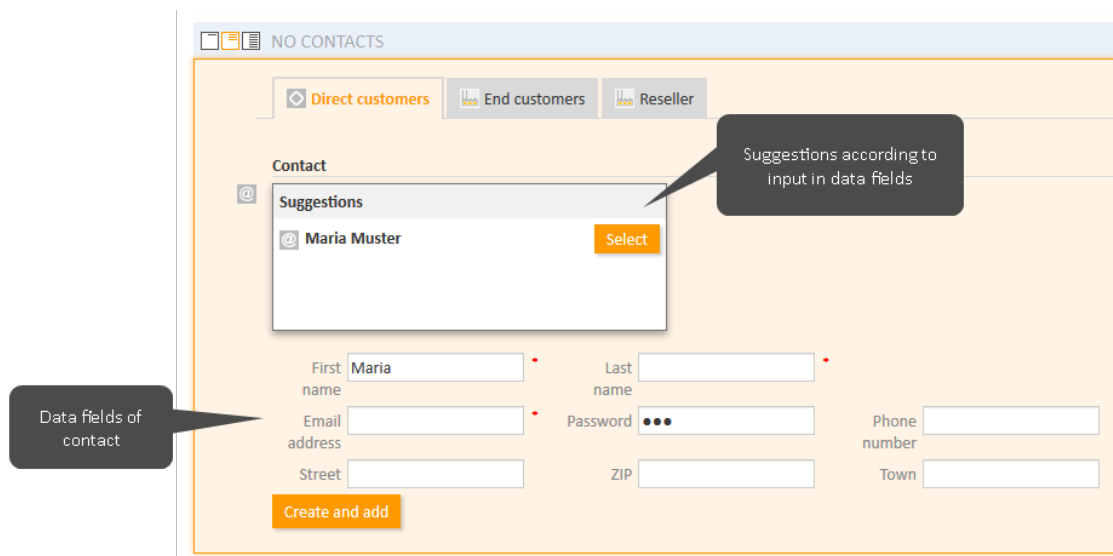 NO CONTACTS
Direct customers End customers Reseller
Suggestions according to
input in data fields
Contact
@
Suggestions
@ Maria Muster Select
First name Maria * Last name *
Data fields of
contact
Email address * Password ●●● Phone number
Street ZIP Town
Create and add